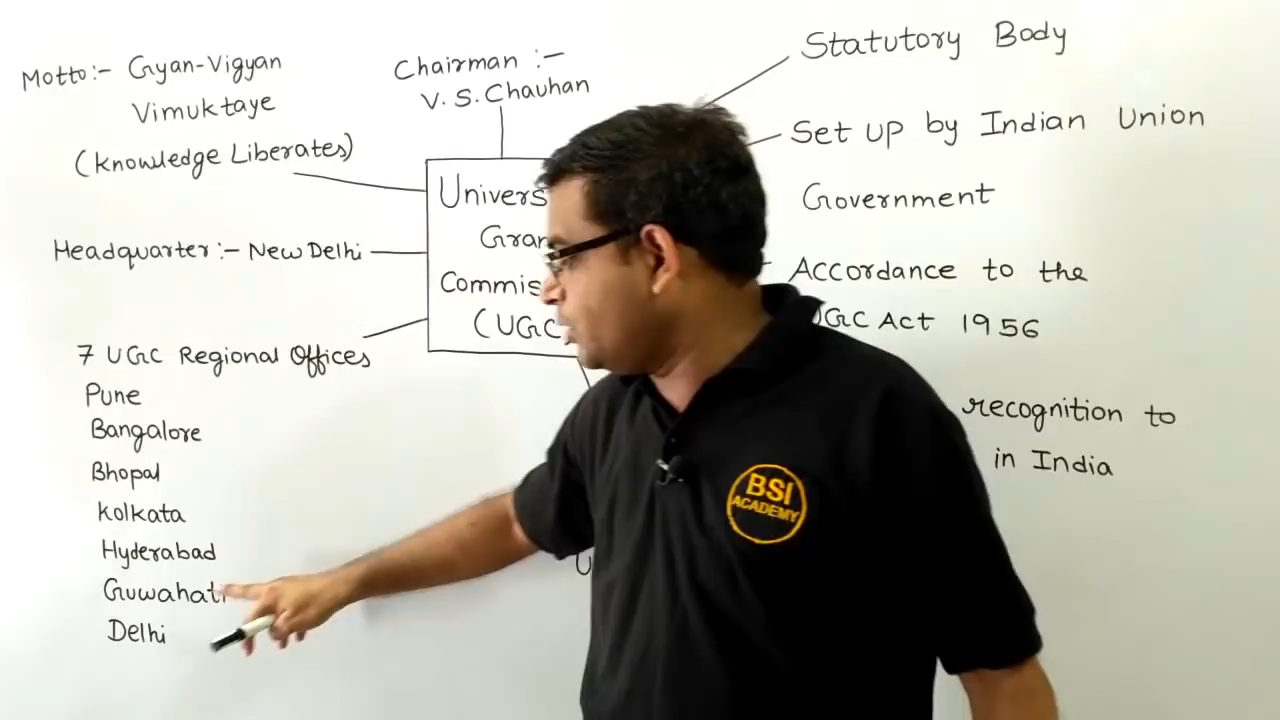 Motto:- Gyan-Vigyan
Vimuktaye
(Knowledge Liberates)
Headquarter:- New Delhi
7 UGC Regional Offices
Pune
Bangalore
Bhopal
Kolkata
Hyderabad
Guwahati
Delhi
Chairman :-
V. S. Chauhan
(UGC
Statutory Body
Set up by Indian Union
Government
Accordance to the
UGC Act 1956
recognition to
in India
BSI
ACADEMY